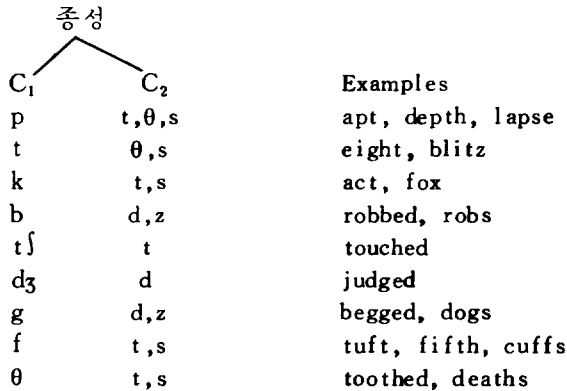 종성
C₁ C₂ Examples
p t,θ,s apt, depth, lapse
t θ,s eight, blitz
k t,s act, fox
b d,z robbed, robs
tʃ t touched
dʒ d judged
g d,z begged, dogs
f t,s tuft, fifth, cuffs
θ t,s toothed, deaths